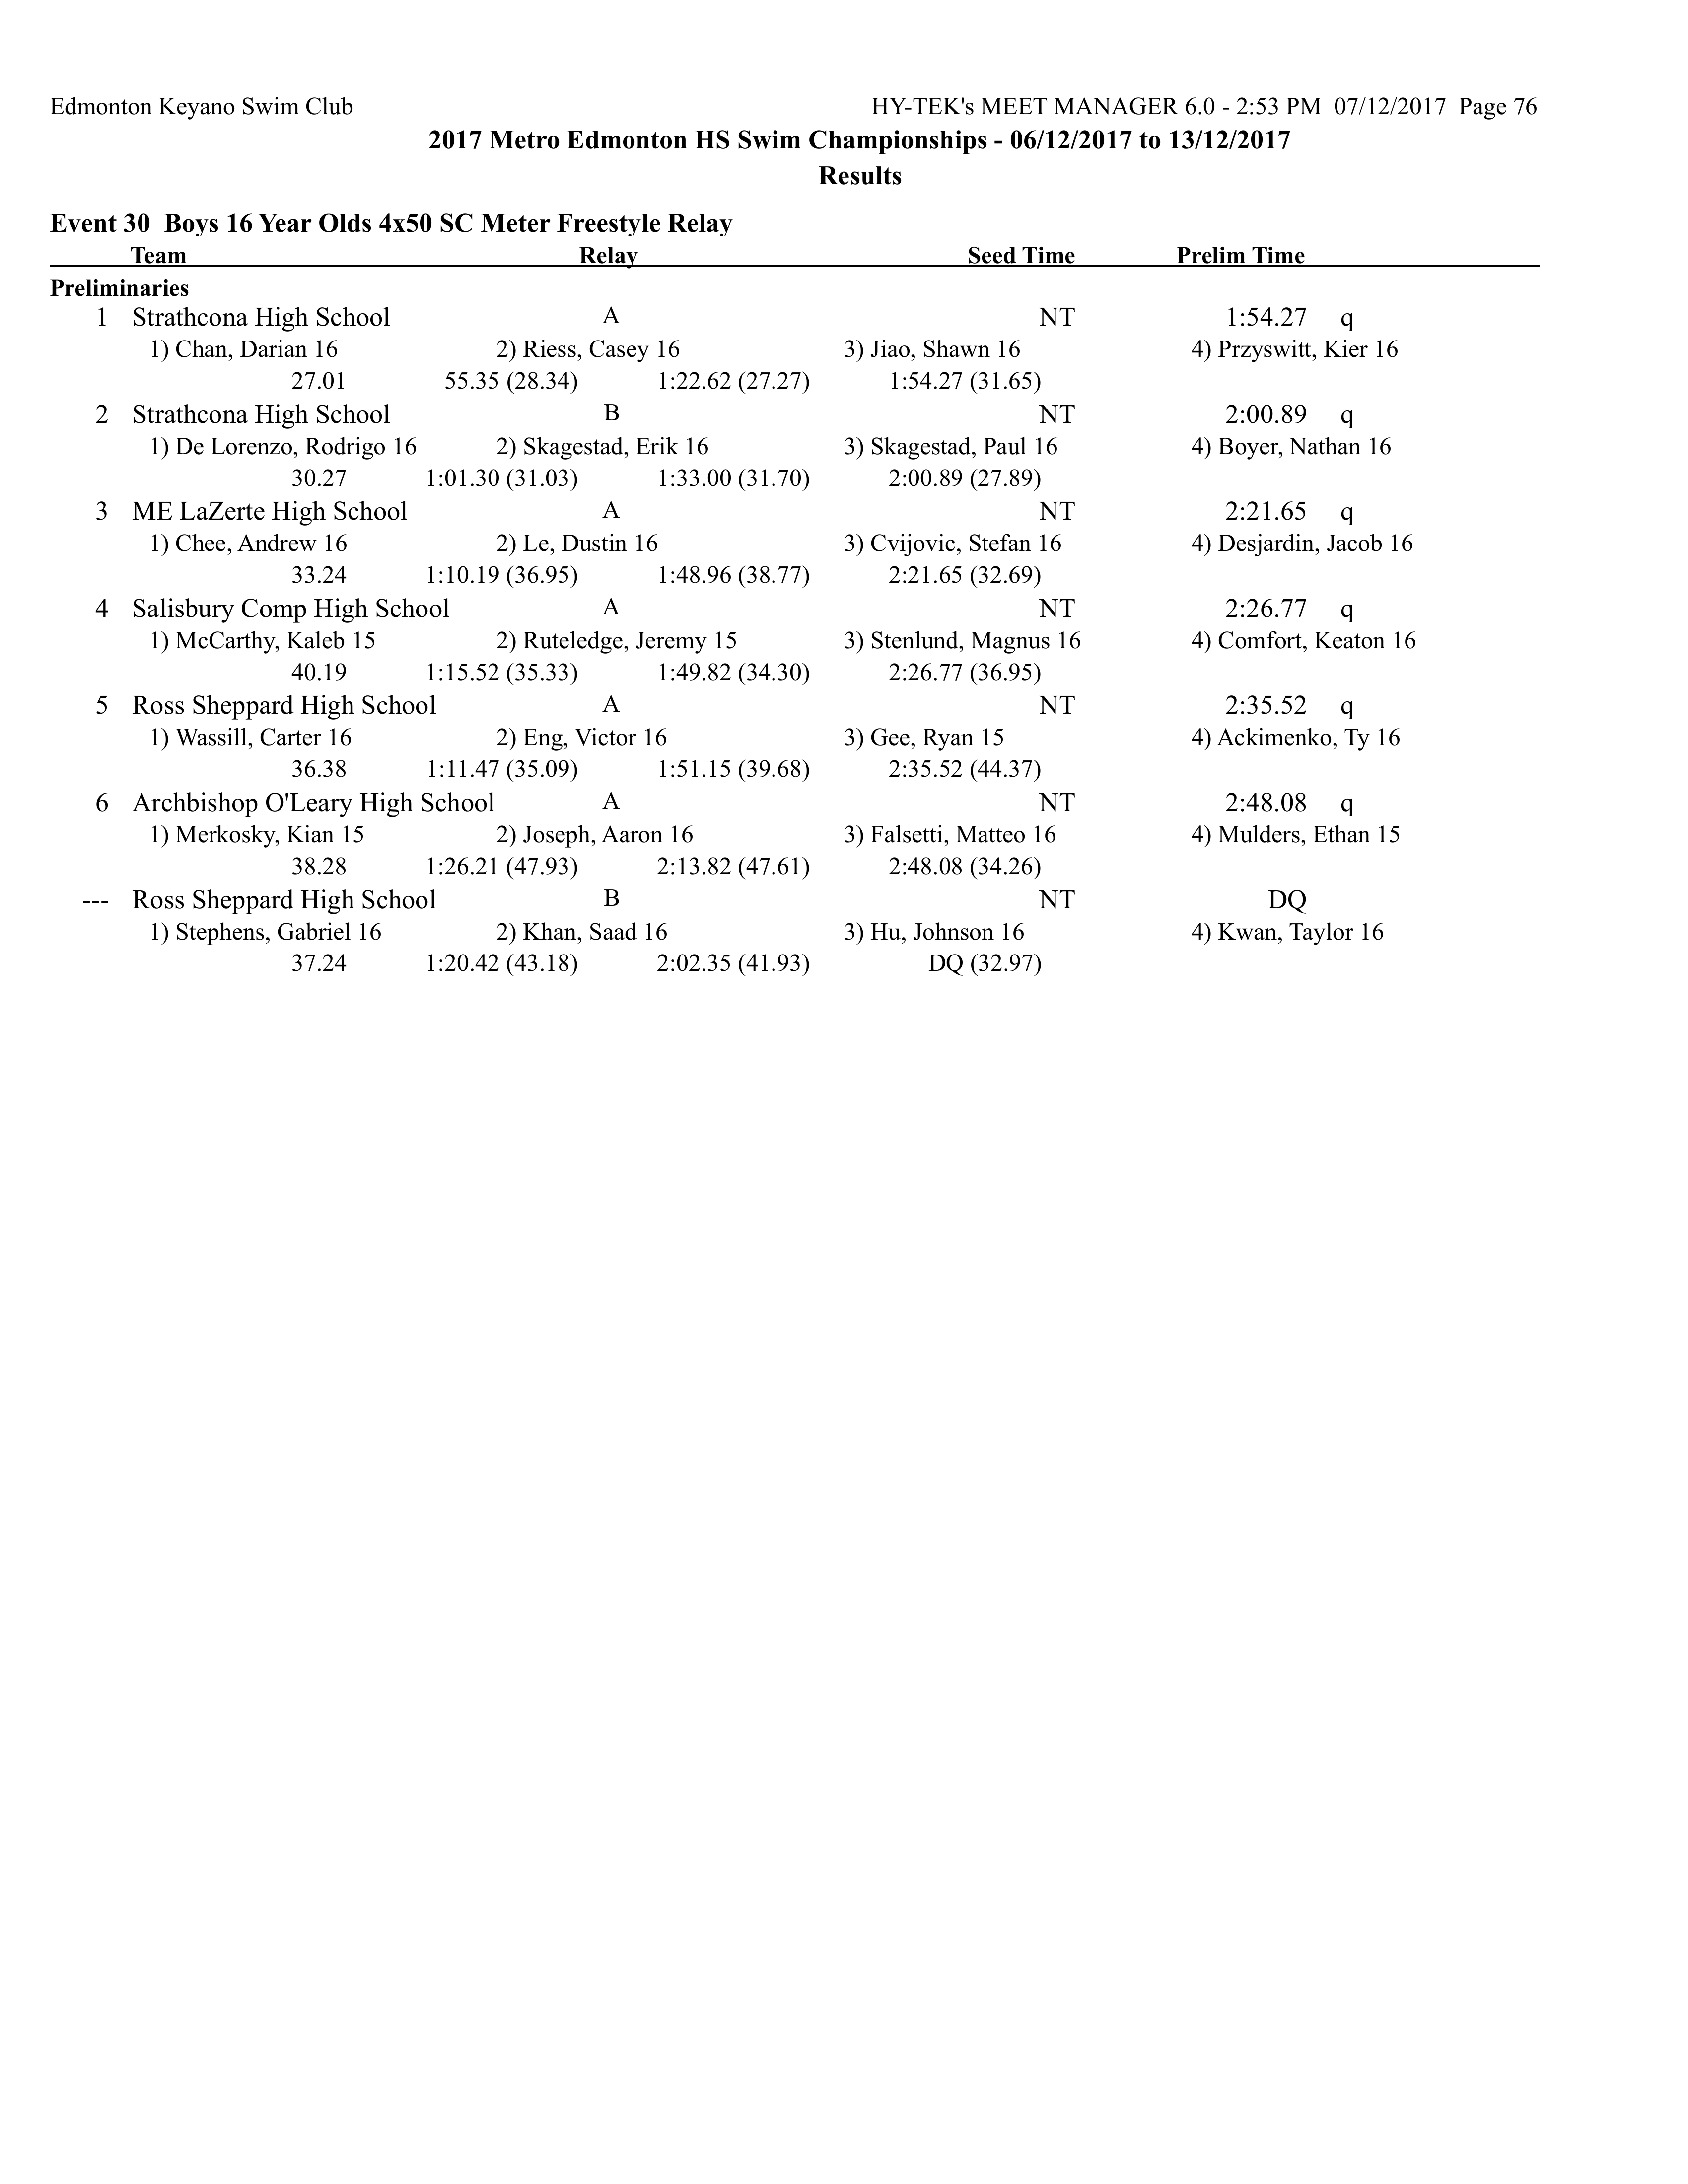 Edmonton Keyano Swim Club HY-TEK's MEET MANAGER 6.0 - 2:53 PM 07/12/2017 Page 76
2017 Metro Edmonton HS Swim Championships - 06/12/2017 to 13/12/2017
Results
Event 30 Boys 16 Year Olds 4x50 SC Meter Freestyle Relay
Team Relay Seed Time Prelim Time
Preliminaries
1 Strathcona High School A NT 1:54.27 q
1) Chan, Darian 16 2) Riess, Casey 16 3) Jiao, Shawn 16 4) Przyswitt, Kier 16
27.01 55.35 (28.34) 1:22.62 (27.27) 1:54.27 (31.65)
2 Strathcona High School B NT 2:00.89 q
1) De Lorenzo, Rodrigo 16 2) Skagestad, Erik 16 3) Skagestad, Paul 16 4) Boyer, Nathan 16
30.27 1:01.30 (31.03) 1:33.00 (31.70) 2:00.89 (27.89)
3 ME LaZerte High School A NT 2:21.65 q
1) Chee, Andrew 16 2) Le, Dustin 16 3) Cvijovic, Stefan 16 4) Desjardin, Jacob 16
33.24 1:10.19 (36.95) 1:48.96 (38.77) 2:21.65 (32.69)
4 Salisbury Comp High School A NT 2:26.77 q
1) McCarthy, Kaleb 15 2) Ruteledge, Jeremy 15 3) Stenlund, Magnus 16 4) Comfort, Keaton 16
40.19 1:15.52 (35.33) 1:49.82 (34.30) 2:26.77 (36.95)
5 Ross Sheppard High School A NT 2:35.52 q
1) Wassill, Carter 16 2) Eng, Victor 16 3) Gee, Ryan 15 4) Ackimenko, Ty 16
36.38 1:11.47 (35.09) 1:51.15 (39.68) 2:35.52 (44.37)
6 Archbishop O'Leary High School A NT 2:48.08 q
1) Merkosky, Kian 15 2) Joseph, Aaron 16 3) Falsetti, Matteo 16 4) Mulders, Ethan 15
38.28 1:26.21 (47.93) 2:13.82 (47.61) 2:48.08 (34.26)
--- Ross Sheppard High School B NT DQ
1) Stephens, Gabriel 16 2) Khan, Saad 16 3) Hu, Johnson 16 4) Kwan, Taylor 16
37.24 1:20.42 (43.18) 2:02.35 (41.93) DQ (32.97)